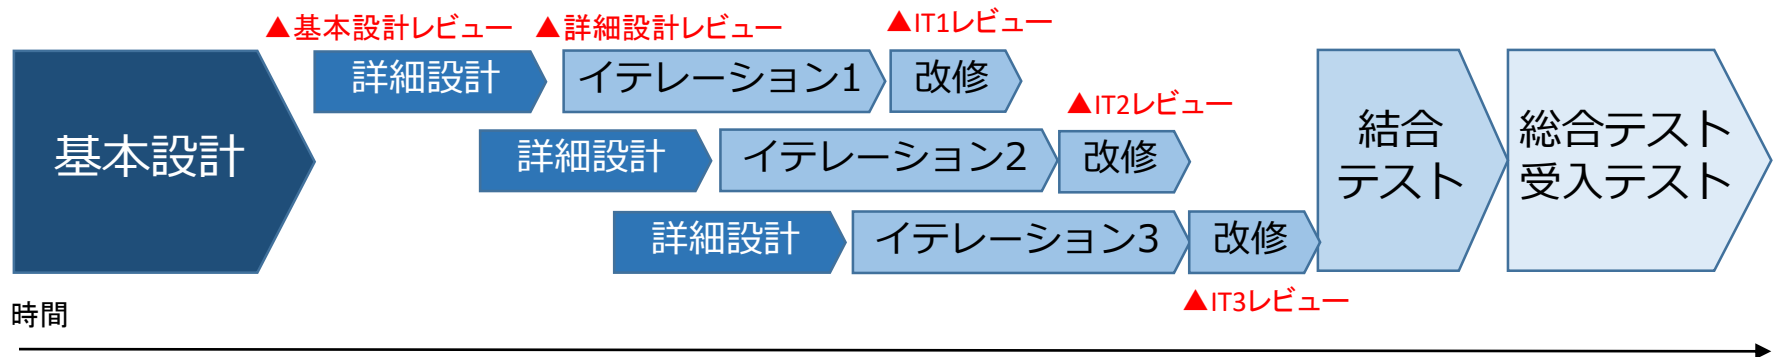 ▲基本設計レビュー ▲詳細設計レビュー ▲IT1レビュー
基本設計
詳細設計 イテレーション1 改修
▲IT2レビュー
詳細設計 イテレーション2 改修
詳細設計 イテレーション3 改修
▲IT3レビュー
結合
テスト
総合テスト
受入テスト
時間